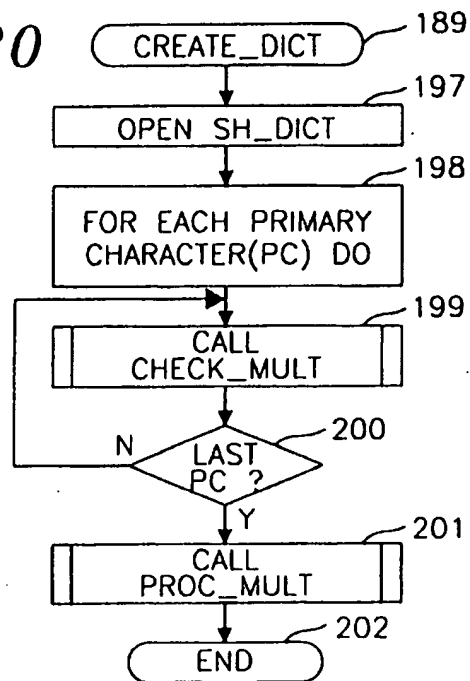 20
CREATE_DICT
189
197
OPEN SH_DICT
198
FOR EACH PRIMARY
CHARACTER(PC) DO
199
CALL
CHECK_MULT
200
LAST
PC ?
N
Y
201
CALL
PROC_MULT
202
END